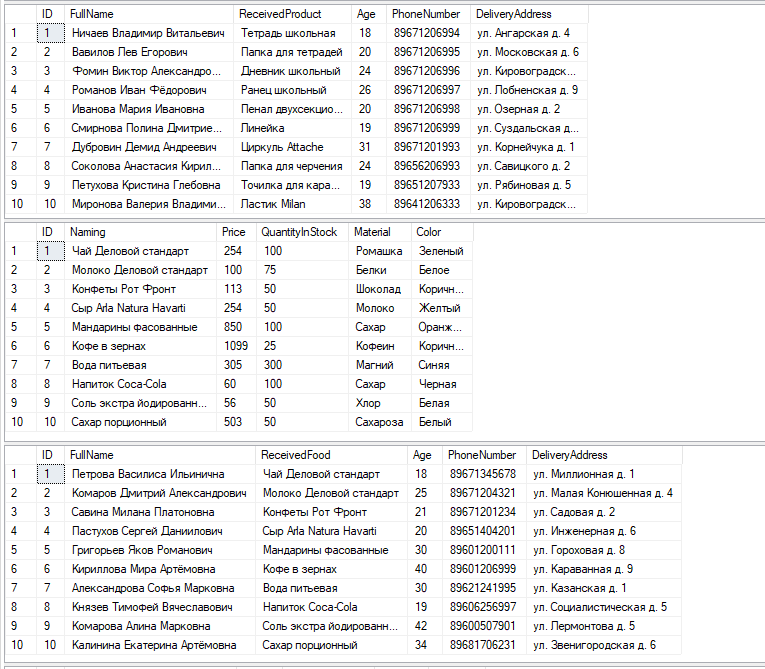 ID FullName ReceivedProduct Age PhoneNumber DeliveryAddress
1 1 Ничаев Владимир Витальевич Тетрадь школьная 18 89671206994 ул. Ангарская д. 4
2 2 Вавилов Лев Егорович Папка для тетрадей 20 89671206995 ул. Московская д. 6
3 3 Фомин Виктор Александро... Дневник школьный 24 89671206996 ул. Кировоградск...
4 4 Романов Иван Фёдорович Ранец школьный 26 89671206997 ул. Лобненская д. 9
5 5 Иванова Мария Ивановна Пенал двухсекцио... 20 89671206998 ул. Озерная д. 2
6 6 Смирнова Полина Дмитрие... Линейка 19 89671206999 ул. Суздальская д...
7 7 Дубровин Демид Андреевич Циркуль Attache 31 89671201993 ул. Корнейчука д. 1
8 8 Соколова Анастасия Кирил... Папка для черчения 24 89656206993 ул. Савицкого д. 2
9 9 Петухова Кристина Глебовна Точилка для кара... 19 89651207933 ул. Рябиновая д. 5
10 10 Миронова Валерия Владими... Ластик Milan 38 89641206333 ул. Кировоградск...
ID Naming Price QuantityInStock Material Color
1 1 Чай Деловой стандарт 254 100 Ромашка Зеленый
2 2 Молоко Деловой стандарт 100 75 Белки Белое
3 3 Конфеты Рот Фронт 113 50 Шоколад Коричн...
4 4 Сыр Arla Natura Havarti 254 50 Молоко Желтый
5 5 Мандарины фасованные 850 100 Сахар Оранж...
6 6 Кофе в зернах 1099 25 Кофеин Коричн...
7 7 Вода питьевая 305 300 Магний Синяя
8 8 Напиток Coca-Cola 60 100 Сахар Черная
9 9 Соль экстра йодированн... 56 50 Хлор Белая
10 10 Сахар порционный 503 50 Сахароза Белый
ID FullName ReceivedFood Age PhoneNumber DeliveryAddress
1 1 Петрова Василиса Ильинична Чай Деловой стандарт 18 89671345678 ул. Миллионная д. 1
2 2 Комаров Дмитрий Александрович Молоко Деловой стандарт 25 89671204321 ул. Малая Конюшенная д. 4
3 3 Савина Милана Платоновна Конфеты Рот Фронт 21 89671201234 ул. Садовая д. 2
4 4 Пастухов Сергей Даниилович Сыр Arla Natura Havarti 20 89651404201 ул. Инженерная д. 6
5 5 Григорьев Яков Романович Мандарины фасованные 30 89601200111 ул. Гороховая д. 8
6 6 Кириллова Мира Артёмовна Кофе в зернах 40 89601206999 ул. Караванная д. 9
7 7 Александрова Софья Марковна Вода питьевая 30 89621241995 ул. Казанская д. 1
8 8 Князев Тимофей Вячеславович Напиток Coca-Cola 19 89606256997 ул. Социалистическая д. 5
9 9 Комарова Алина Марковна Соль экстра йодированн... 42 89600507901 ул. Лермонтова д. 5
10 10 Калинина Екатерина Артёмовна Сахар порционный 34 89681706231 ул. Звенигородская д. 6